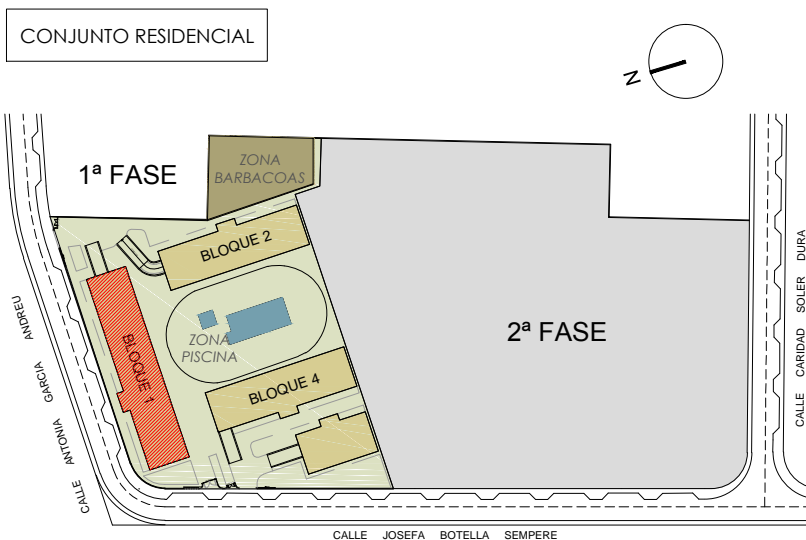 CONJUNTO RESIDENCIAL
N
1ª FASE
ZONA
BARBACOAS
BLOQUE 2
BLOQUE 1
ZONA
PISCINA
BLOQUE 4
2ª FASE
CALLE ANTONIA GARCIA ANDREU
CALLE CARIDAD SOLER DURA
CALLE JOSEFA BOTELLA SEMPERE